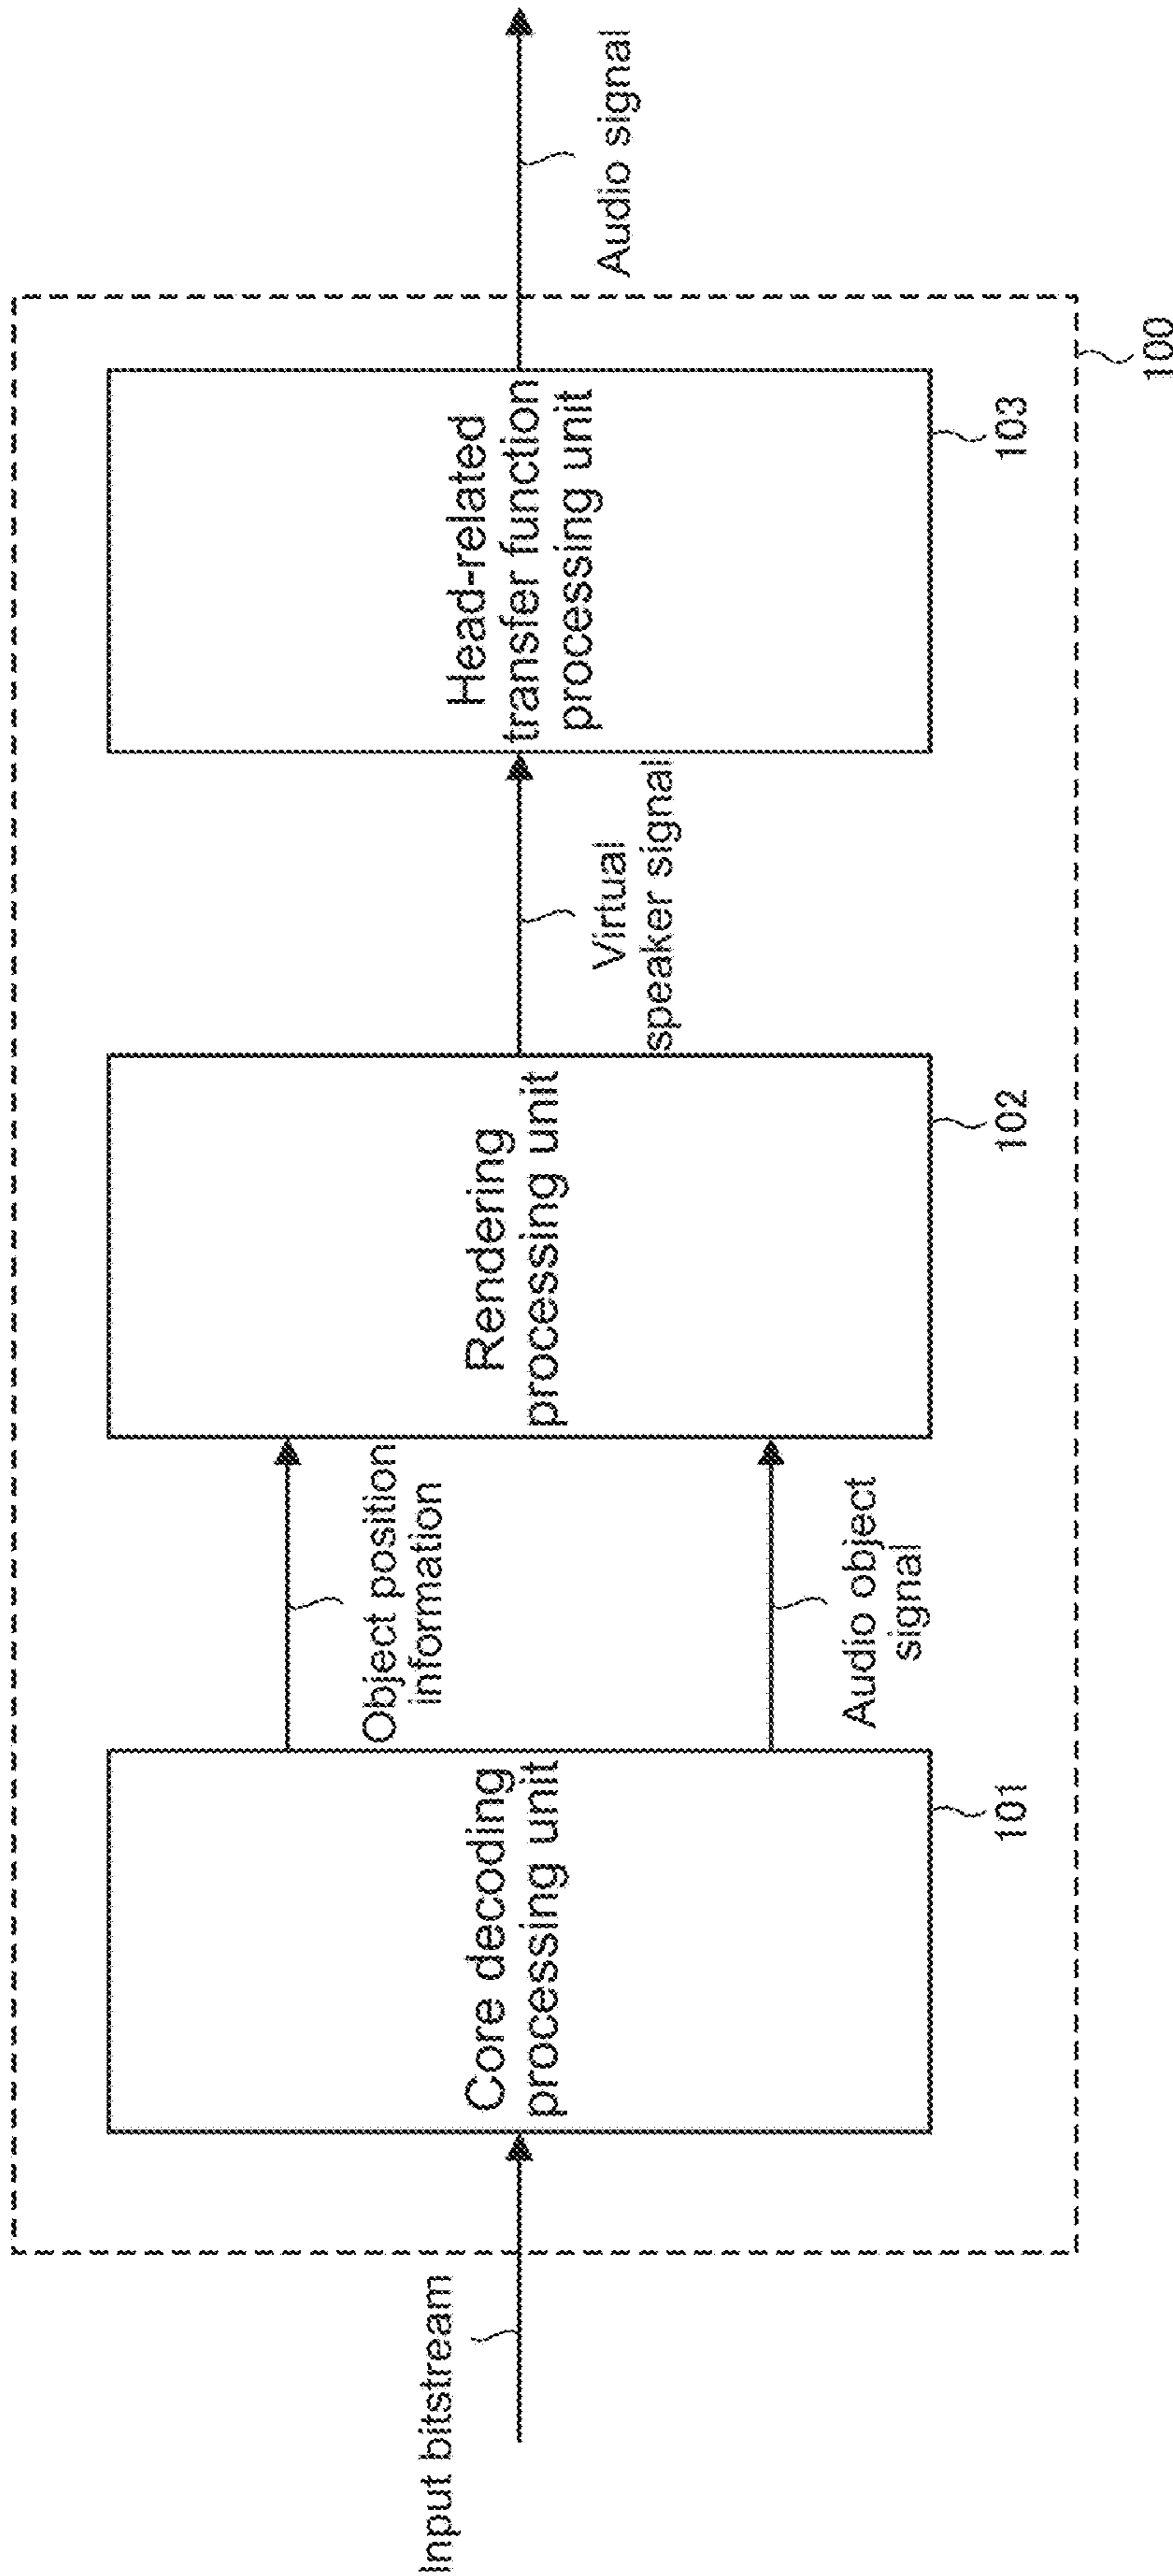 Input bitstream
Core decoding
processing unit
101
Object position
information
Audio object
signal
Rendering
processing unit
102
Virtual
speaker signal
Head-related
transfer function
processing unit
103
100
Audio signal